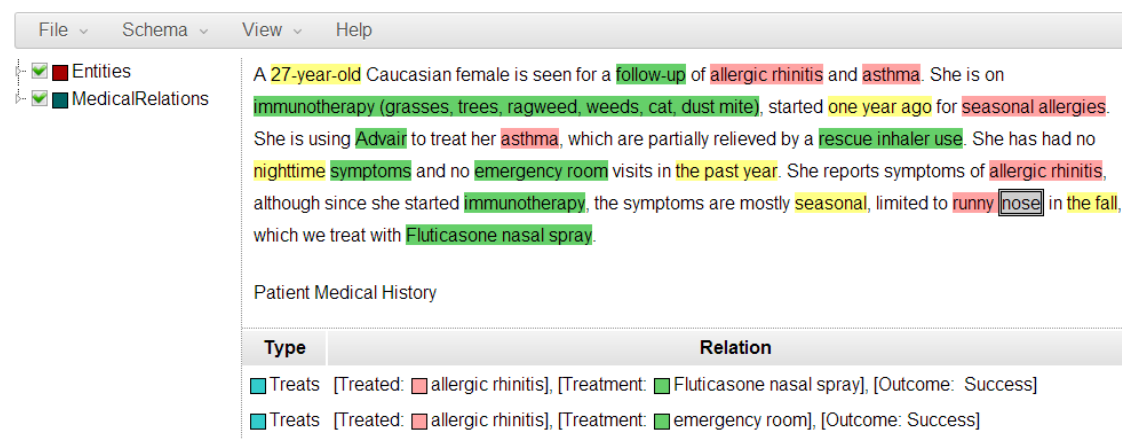 File Schema View Help
Entities
MedicalRelations
A 27-year-old Caucasian female is seen for a follow-up of allergic rhinitis and asthma. She is on
immunotherapy (grasses, trees, ragweed, weeds, cat, dust mite), started one year ago for seasonal allergies.
She is using Advair to treat her asthma, which are partially relieved by a rescue inhaler use. She has had no
nighttime symptoms and no emergency room visits in the past year. She reports symptoms of allergic rhinitis,
although since she started immunotherapy, the symptoms are mostly seasonal, limited to runny nose in the fall,
which we treat with Fluticasone nasal spray.
Patient Medical History
Type Relation
Treats [Treated: allergic rhinitis], [Treatment: Fluticasone nasal spray], [Outcome: Success]
Treats [Treated: allergic rhinitis], [Treatment: emergency room], [Outcome: Success]